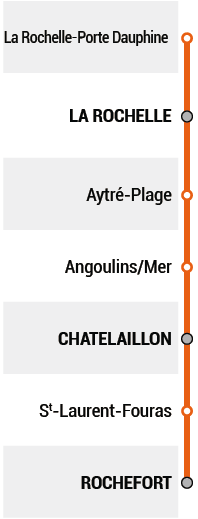 La Rochelle-Porte Dauphine
LA ROCHELLE
Aytré-Plage
Angoulins/Mer
CHATELAILLON
Sᵗ-Laurent-Fouras
ROCHEFORT